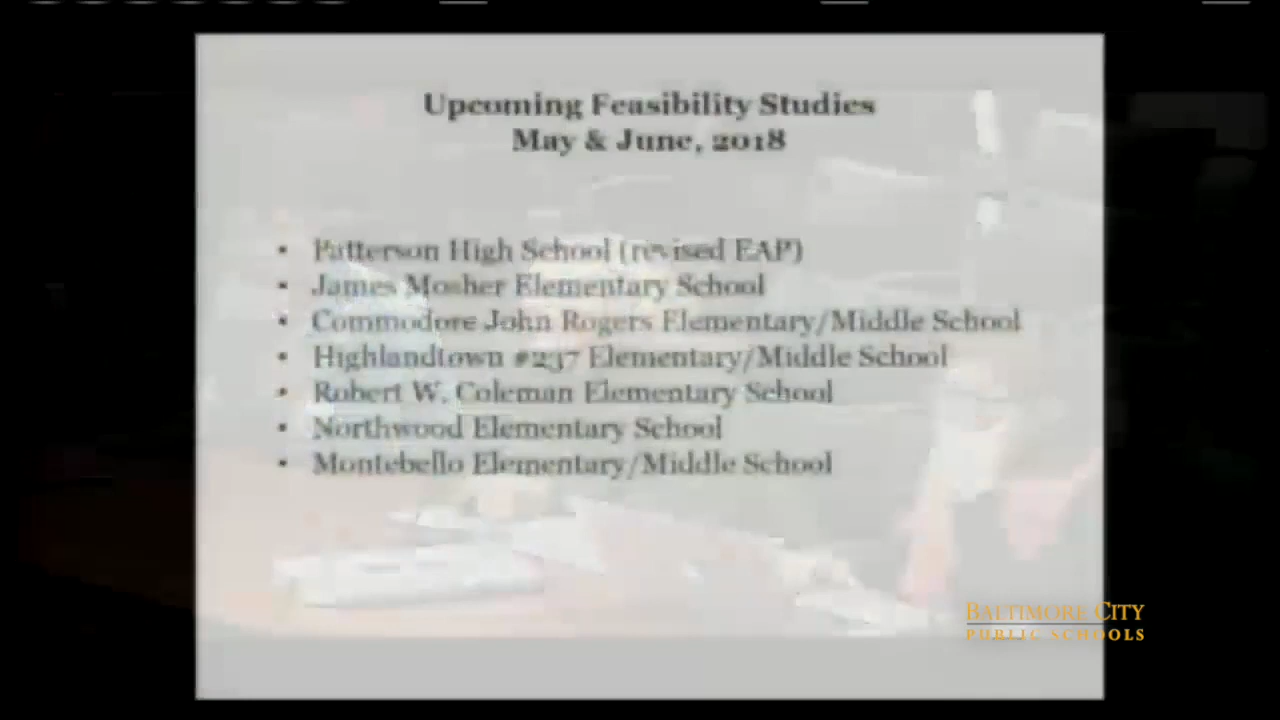 Upcoming Feasibility Studies
May & June, 2018
• Patterson High School (revised EAP)
• James Mosher Elementary School
• Commodore John Rogers Elementary/Middle School
• Highlandtown #237 Elementary/Middle School
• Robert W. Coleman Elementary School
• Northwood Elementary School
• Montebello Elementary/Middle School
BALTIMORE CITY
PUBLIC SCHOOLS